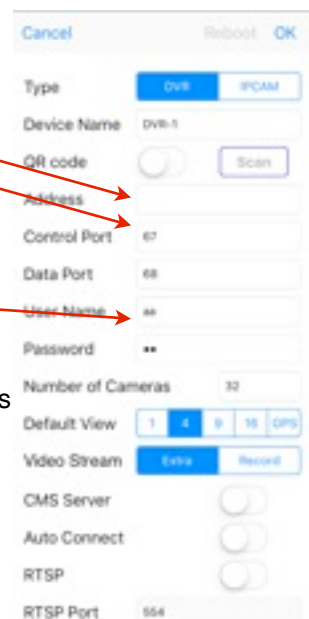 Cancel Reboot OK
Type DVR IPCAM
Device Name DVR-1
QR code Scan
Address
Control Port 67
Data Port 68
User Name aa
Password ••
s
Number of Cameras 32
Default View 1 4 9 16 GPS
Video Stream Extra Record
CMS Server
Auto Connect
RTSP
RTSP Port 554